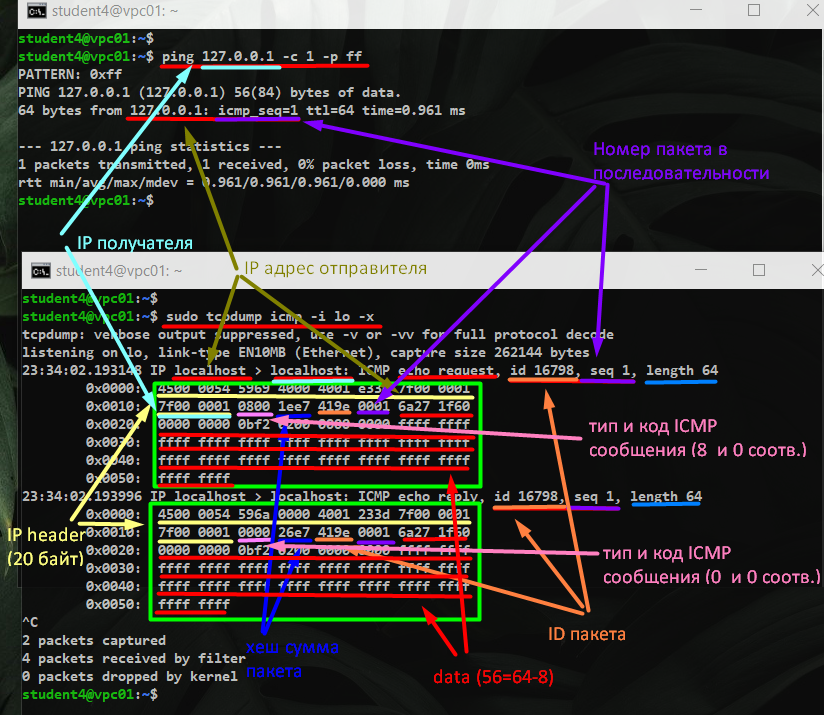 student4@vpc01: ~
student4@vpc01:~$
student4@vpc01:~$ ping 127.0.0.1 -c 1 -p ff
PATTERN: 0xff
PING 127.0.0.1 (127.0.0.1) 56(84) bytes of data.
64 bytes from 127.0.0.1: icmp_seq=1 ttl=64 time=0.961 ms
--- 127.0.0.1 ping statistics ---
1 packets transmitted, 1 received, 0% packet loss, time 0ms
rtt min/avg/max/mdev = 0.961/0.961/0.961/0.000 ms
student4@vpc01:~$
Номер пакета в
последовательности
IP получателя
IP адрес отправителя
student4@vpc01: ~
student4@vpc01:~$
student4@vpc01:~$ sudo tcpdump icmp -i lo -x
tcpdump: verbose output suppressed, use -v or -vv for full protocol decode
listening on lo, link-type EN10MB (Ethernet), capture size 262144 bytes
23:34:02.193148 IP localhost > localhost: ICMP echo request, id 16798, seq 1, length 64
0x0000: 4500 0054 5969 4000 4001 e33d 7f00 0001
0x0010: 7f00 0001 0800 1ee7 419e 0001 6a27 1f60
0x0020: 0000 0000 0bf2 0200 0000 0000 ffff ffff
0x0030: ffff ffff ffff ffff ffff ffff ffff ffff
0x0040: ffff ffff ffff ffff ffff ffff ffff ffff
0x0050: ffff ffff
тип и код ICMP
сообщения (8 и 0 соотв.)
23:34:02.193996 IP localhost > localhost: ICMP echo reply, id 16798, seq 1, length 64
0x0000: 4500 0054 596a 0000 4001 233d 7f00 0001
0x0010: 7f00 0001 0000 26e7 419e 0001 6a27 1f60
0x0020: 0000 0000 0bf2 0200 0000 0000 ffff ffff
0x0030: ffff ffff ffff ffff ffff ffff ffff ffff
0x0040: ffff ffff ffff ffff ffff ffff ffff ffff
0x0050: ffff ffff
IP header
(20 байт)
тип и код ICMP
сообщения (0 и 0 соотв.)
^C
2 packets captured
4 packets received by filter
0 packets dropped by kernel
student4@vpc01:~$
хеш сумма
пакета
ID пакета
data (56=64-8)